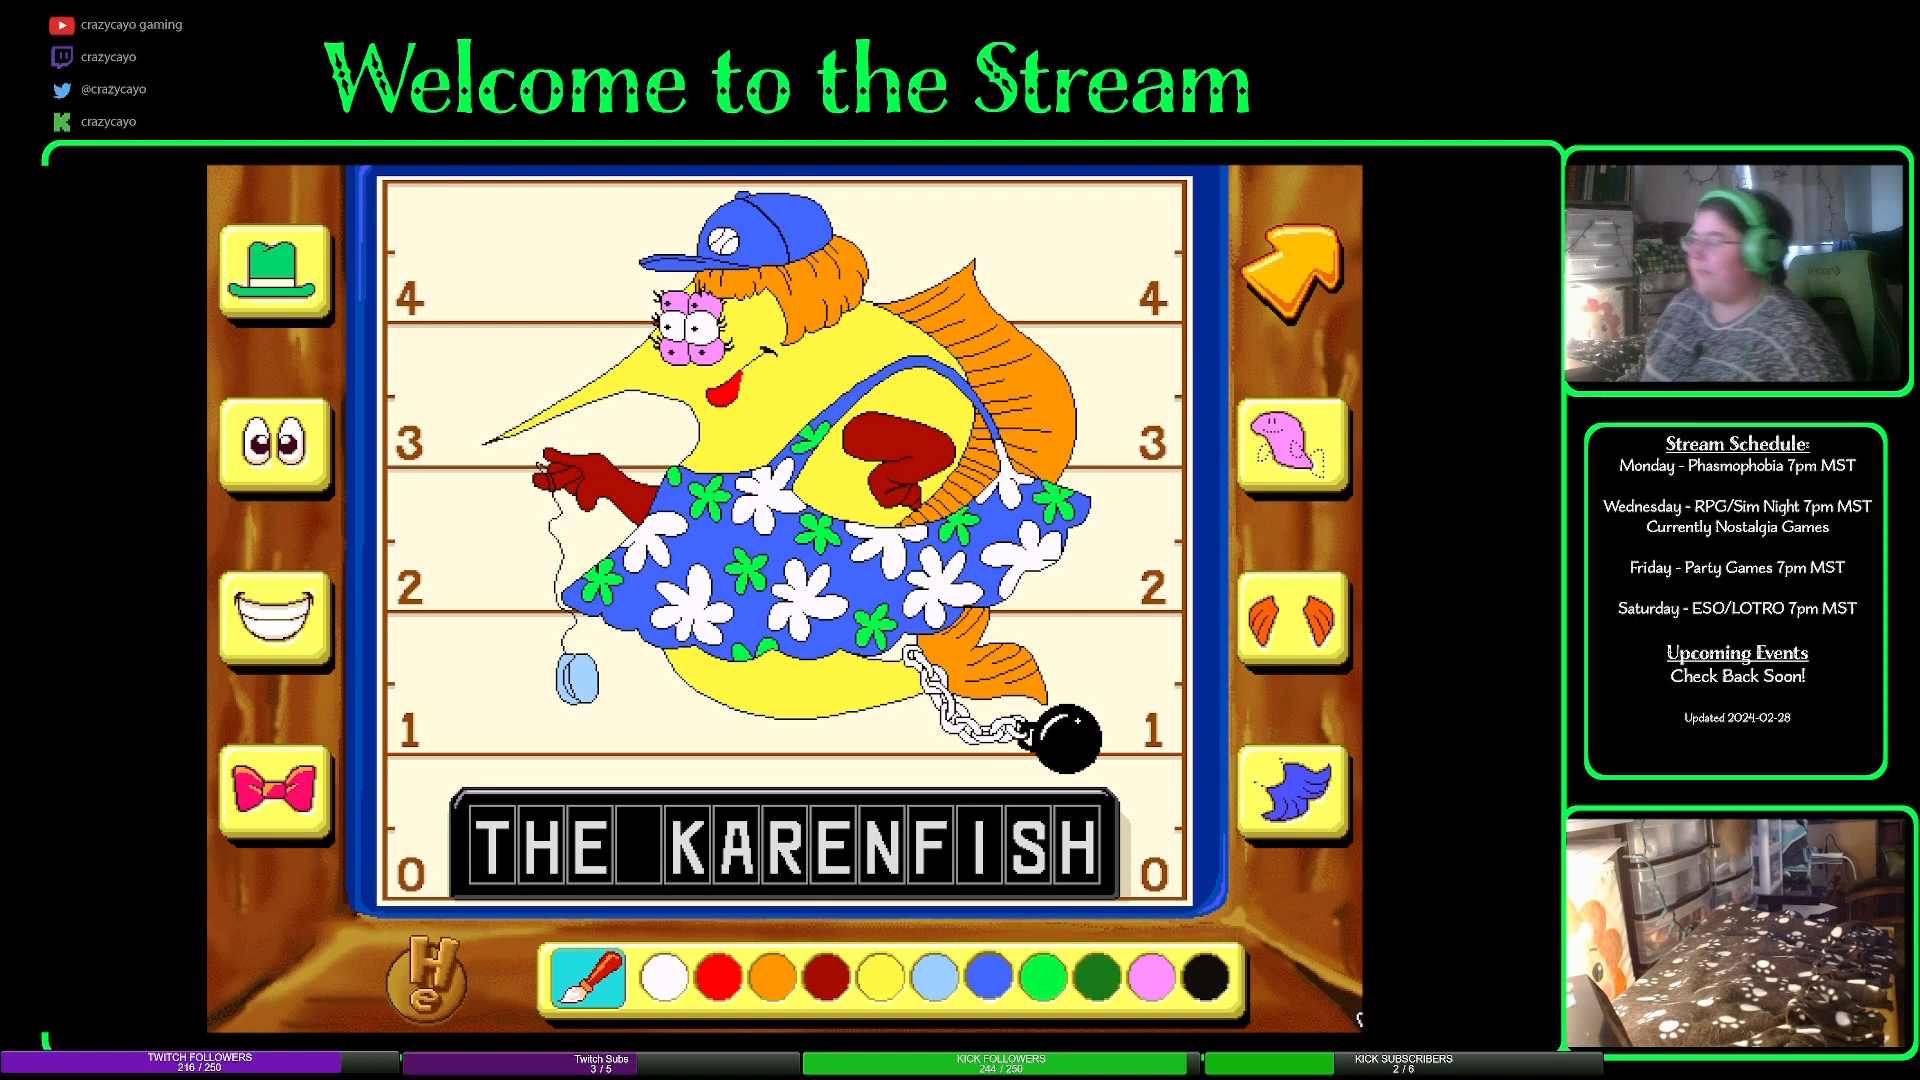 crazycayo gaming
crazycayo
@crazycayo
crazycayo
Welcome to the Stream
4 4
3 3
2 2
1 1
0 0
THE KARENFISH
He
Stream Schedule:
Monday - Phasmophobia 7pm MST
Wednesday - RPG/Sim Night 7pm MST
Currently Nostalgia Games
Friday - Party Games 7pm MST
Saturday - ESO/LOTRO 7pm MST
Upcoming Events
Check Back Soon!
Updated 2024-02-28
TWITCH FOLLOWERS
216 / 250
Twitch Subs
3 / 5
KICK FOLLOWERS
244 / 250
KICK SUBSCRIBERS
2 / 6